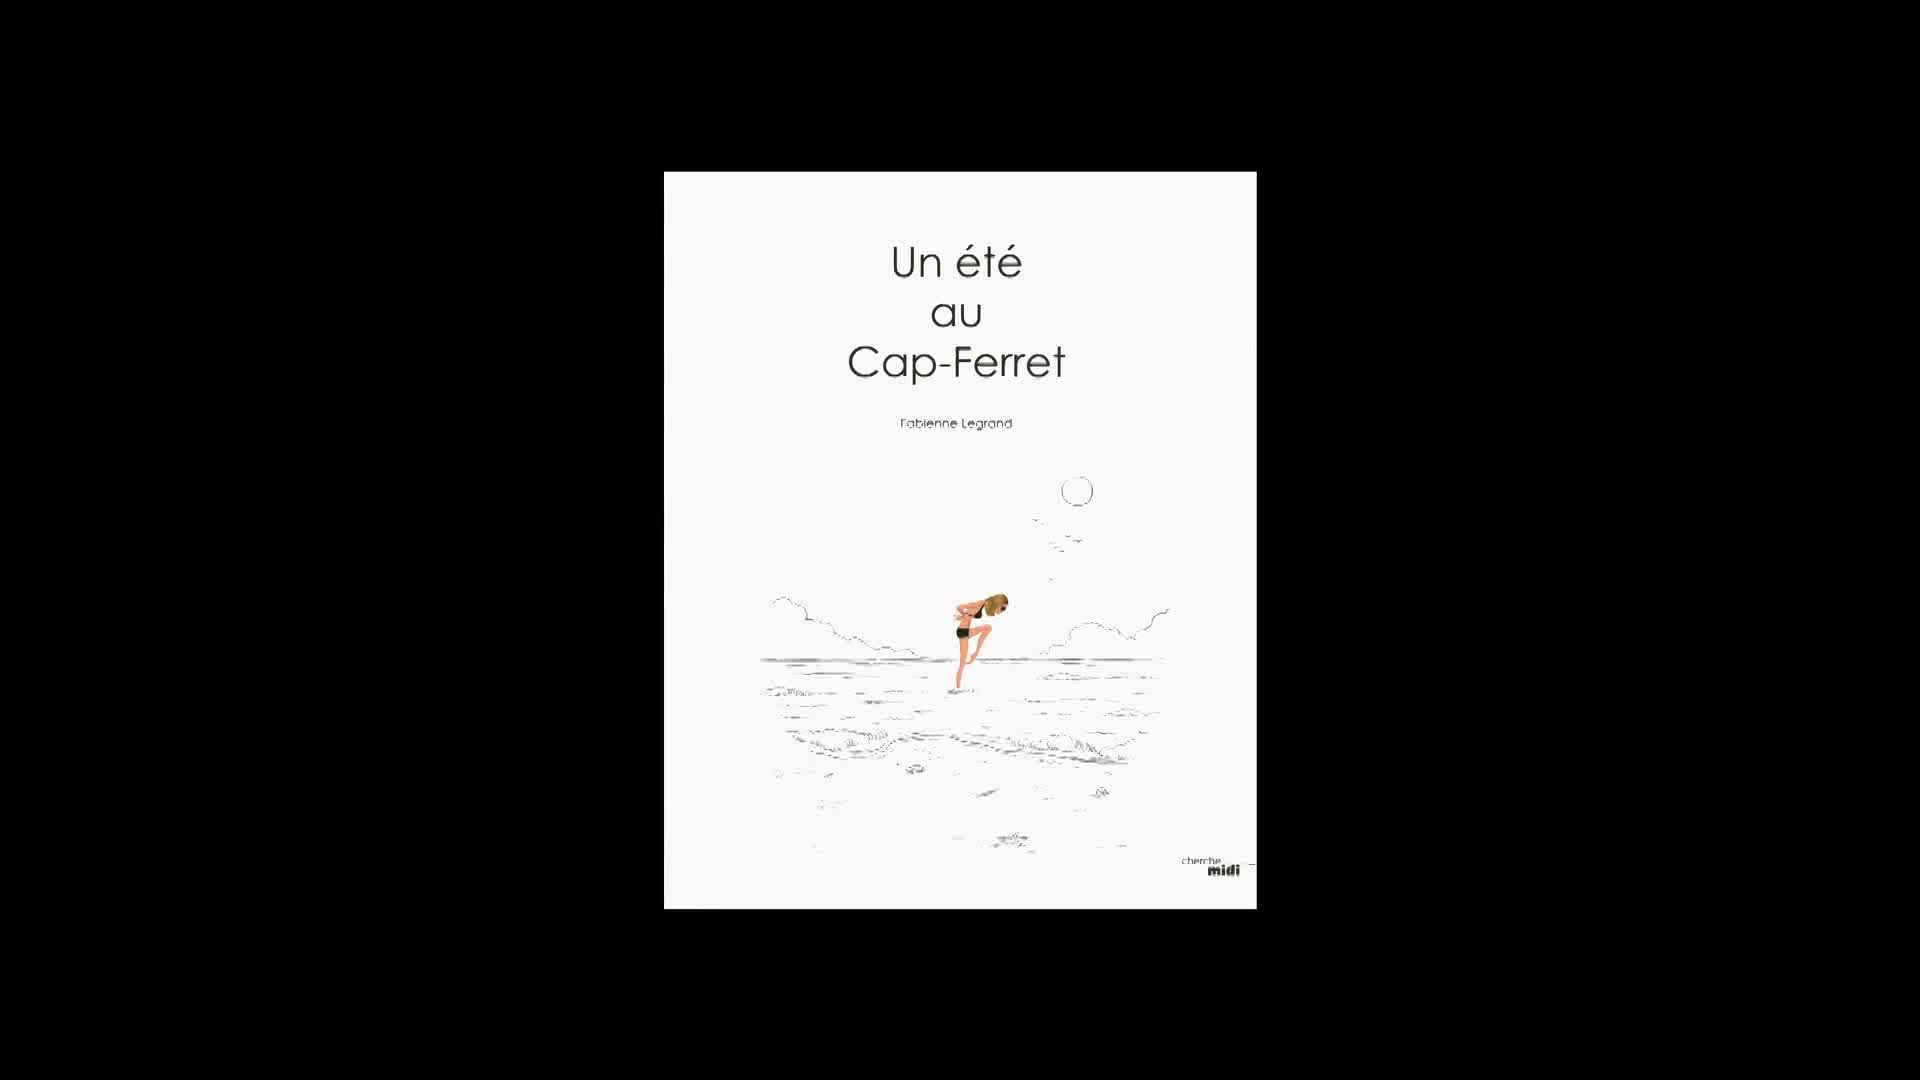 Un été
au
Cap-Ferret
Fabienne Legrand
cherche
midi